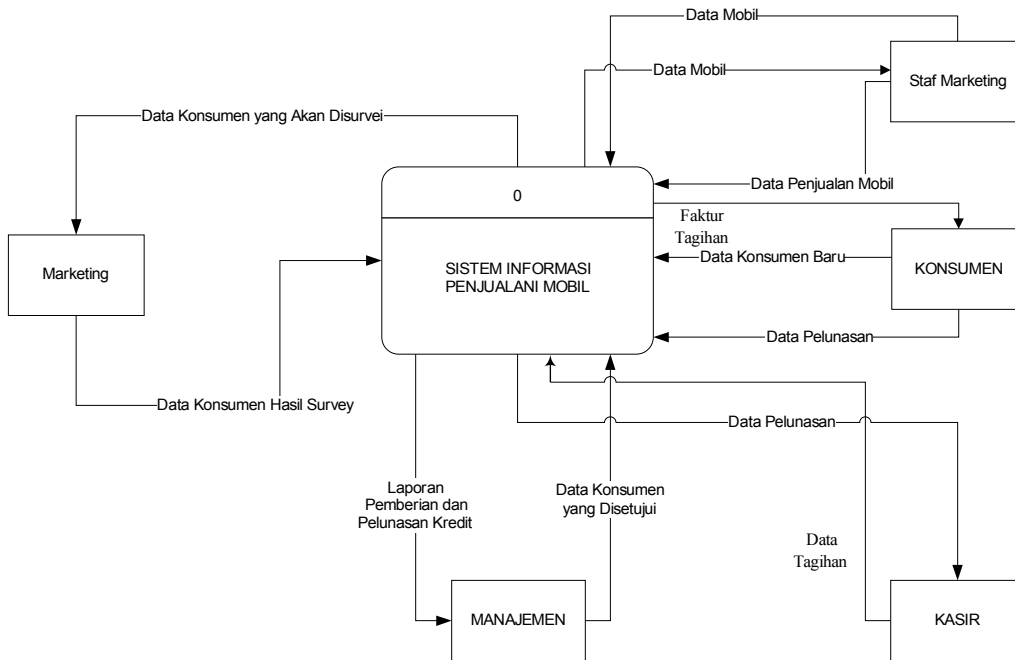 Data Mobil
Data Mobil
Staf Marketing
Data Konsumen yang Akan Disurvei
Data Penjualan Mobil
0
Faktur
Tagihan
Data Konsumen Baru
KONSUMEN
Marketing
SISTEM INFORMASI
PENJUALANI MOBIL
Data Pelunasan
Data Konsumen Hasil Survey
Data Pelunasan
Laporan
Pemberian dan
Pelunasan Kredit
Data Konsumen
yang Disetujui
Data
Tagihan
MANAJEMEN
KASIR